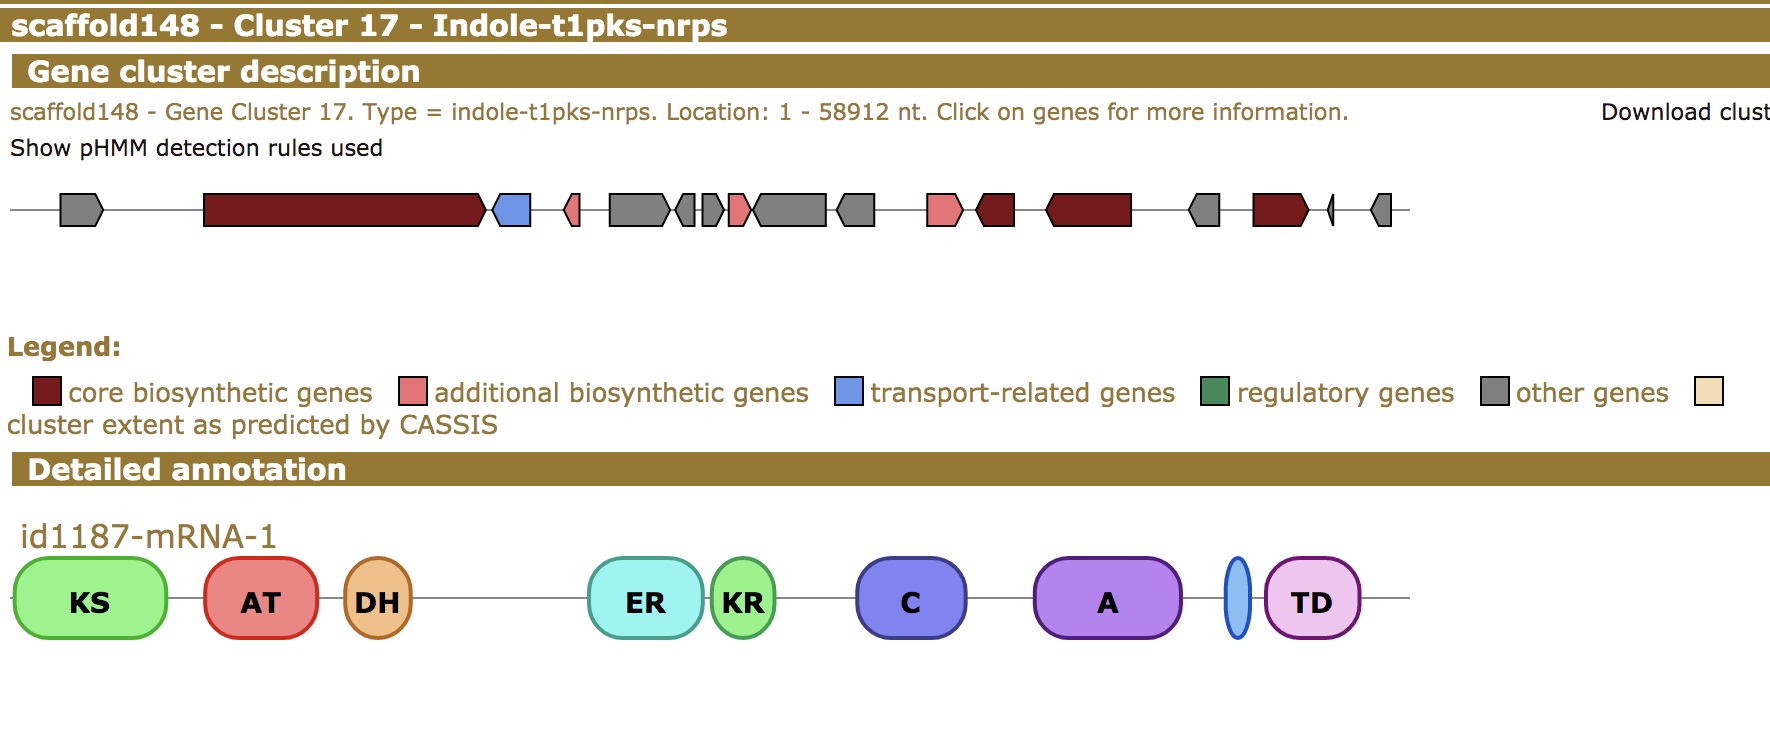 scaffold148 - Cluster 17 - Indole-t1pks-nrps
Gene cluster description
scaffold148 - Gene Cluster 17. Type = indole-t1pks-nrps. Location: 1 - 58912 nt. Click on genes for more information. Download clust
Show pHMM detection rules used
Legend:
core biosynthetic genes additional biosynthetic genes transport-related genes regulatory genes other genes
cluster extent as predicted by CASSIS
Detailed annotation
id1187-mRNA-1
KS AT DH ER KR C A TD